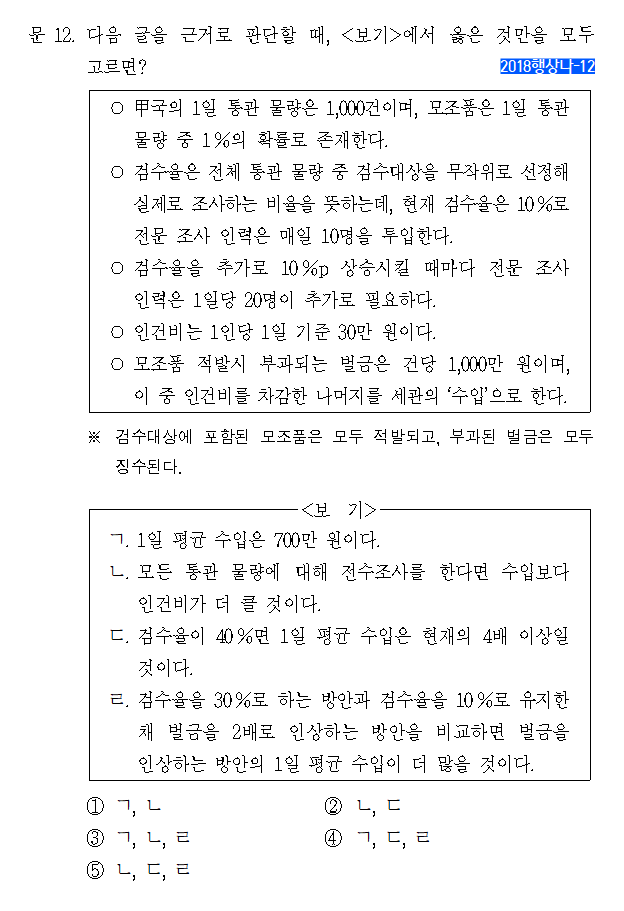 문 12. 다음 글을 근거로 판단할 때, <보기>에서 옳은 것만을 모두
고르면?
2018행상나-12
○ 甲국의 1일 통관 물량은 1,000건이며, 모조품은 1일 통관
물량 중 1%의 확률로 존재한다.
○ 검수율은 전체 통관 물량 중 검수대상을 무작위로 선정해
실제로 조사하는 비율을 뜻하는데, 현재 검수율은 10%로
전문 조사 인력은 매일 10명을 투입한다.
○ 검수율을 추가로 10%p 상승시킬 때마다 전문 조사
인력은 1일당 20명이 추가로 필요하다.
○ 인건비는 1인당 1일 기준 30만 원이다.
○ 모조품 적발시 부과되는 벌금은 건당 1,000만 원이며,
이 중 인건비를 차감한 나머지를 세관의 ‘수입’으로 한다.
※ 검수대상에 포함된 모조품은 모두 적발되고, 부과된 벌금은 모두
징수된다.
<보 기>
ㄱ. 1일 평균 수입은 700만 원이다.
ㄴ. 모든 통관 물량에 대해 전수조사를 한다면 수입보다
인건비가 더 클 것이다.
ㄷ. 검수율이 40%면 1일 평균 수입은 현재의 4배 이상일
것이다.
ㄹ. 검수율을 30%로 하는 방안과 검수율을 10%로 유지한
채 벌금을 2배로 인상하는 방안을 비교하면 벌금을
인상하는 방안의 1일 평균 수입이 더 많을 것이다.
① ㄱ, ㄴ ② ㄴ, ㄷ
③ ㄱ, ㄴ, ㄹ ④ ㄱ, ㄷ, ㄹ
⑤ ㄴ, ㄷ, ㄹ